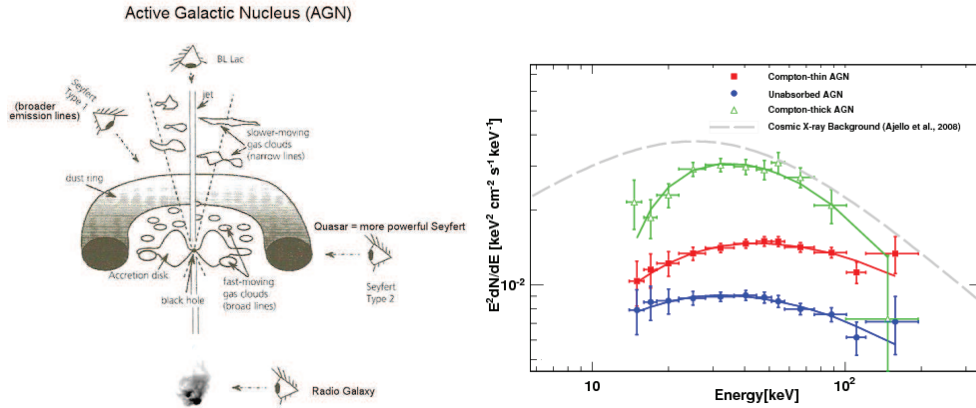 Active Galactic Nucleus (AGN)
BL Lac
Seyfert
Type 1
(broader
emission lines)
jet
slower-moving
gas clouds
(narrow lines)
dust ring
Quasar = more powerful Seyfert
Accretion disk
black hole
fast-moving
gas clouds
(broad lines)
Seyfert
Type 2
Radio Galaxy
Compton-thin AGN
Unabsorbed AGN
Compton-thick AGN
Cosmic X-ray Background (Ajello et al., 2008)
E²dN/dE [keV² cm⁻² s⁻¹ keV⁻¹]
10⁻²
10
10²
Energy[keV]